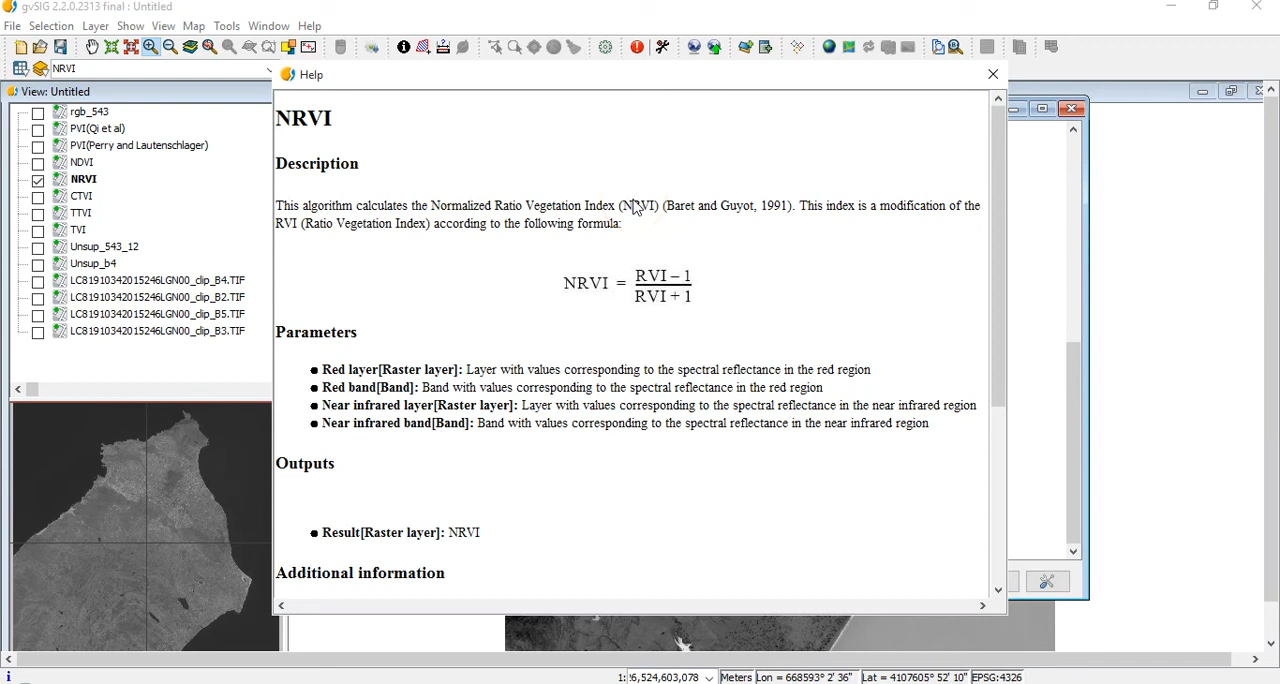 gvSIG 2.2.0.2313 final : Untitled
File Selection Layer Show View Map Tools Window Help
NRVI
View: Untitled
rgb_543
PVI(Qi et al)
PVI(Perry and Lautenschlager)
NDVI
NRVI
CTVI
TTVI
TVI
Unsup_543_12
Unsup_b4
LC81910342015246LGN00_clip_B4.TIF
LC81910342015246LGN00_clip_B2.TIF
LC81910342015246LGN00_clip_B5.TIF
LC81910342015246LGN00_clip_B3.TIF
Help
NRVI
Description
This algorithm calculates the Normalized Ratio Vegetation Index (NRVI) (Baret and Guyot, 1991). This index is a modification of the
RVI (Ratio Vegetation Index) according to the following formula:
NRVI = RVI – 1
RVI + 1
Parameters
Red layer[Raster layer]: Layer with values corresponding to the spectral reflectance in the red region
Red band[Band]: Band with values corresponding to the spectral reflectance in the red region
Near infrared layer[Raster layer]: Layer with values corresponding to the spectral reflectance in the near infrared region
Near infrared band[Band]: Band with values corresponding to the spectral reflectance in the near infrared region
Outputs
Result[Raster layer]: NRVI
Additional information
1: !6,524,603,078 Meters Lon = 668593° 2' 36" Lat = 4107605° 52' 10" EPSG:4326